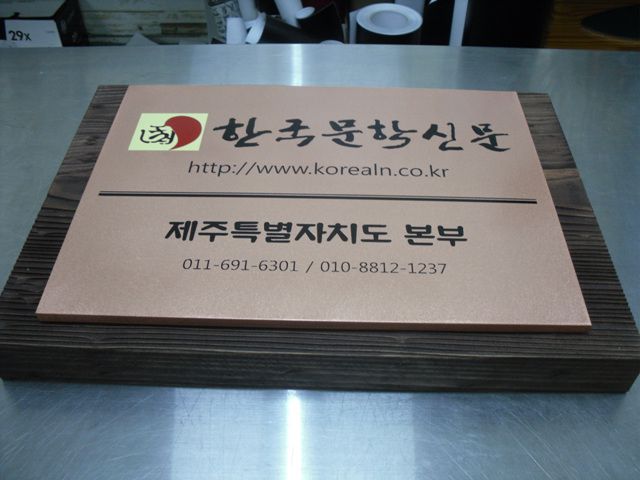 29x
한국문학신문
http://www.korealn.co.kr
제주특별자치도 본부
011-691-6301 / 010-8812-1237